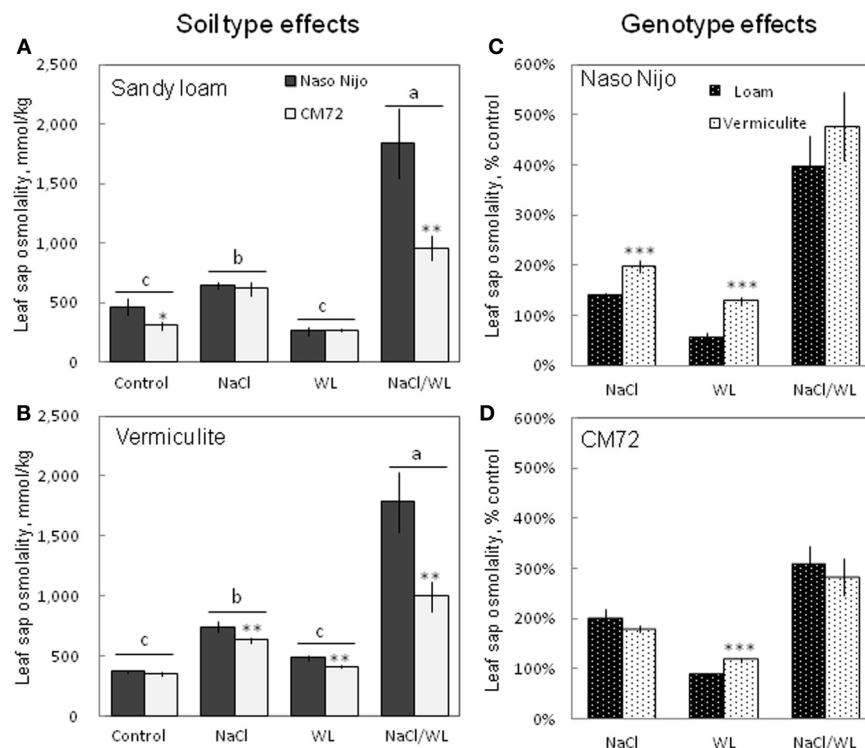 Soil type effects
Genotype effects
A
Leaf sap osmolality, mmol/kg
2,500
2,000
1,500
1,000
500
0
Sandy loam
Naso Nijo
CM72
c
*
b
c
a
**
Control
NaCl
WL
NaCl/WL
B
Leaf sap osmolality, mmol/kg
2,500
2,000
1,500
1,000
500
0
Vermiculite
c
b
**
c
**
a
**
Control
NaCl
WL
NaCl/WL
C
Leaf sap osmolality, % control
600%
500%
400%
300%
200%
100%
0%
Naso Nijo
Loam
Vermiculite
***
***
NaCl
WL
NaCl/WL
D
Leaf sap osmolality, % control
600%
500%
400%
300%
200%
100%
0%
CM72
***
NaCl
WL
NaCl/WL